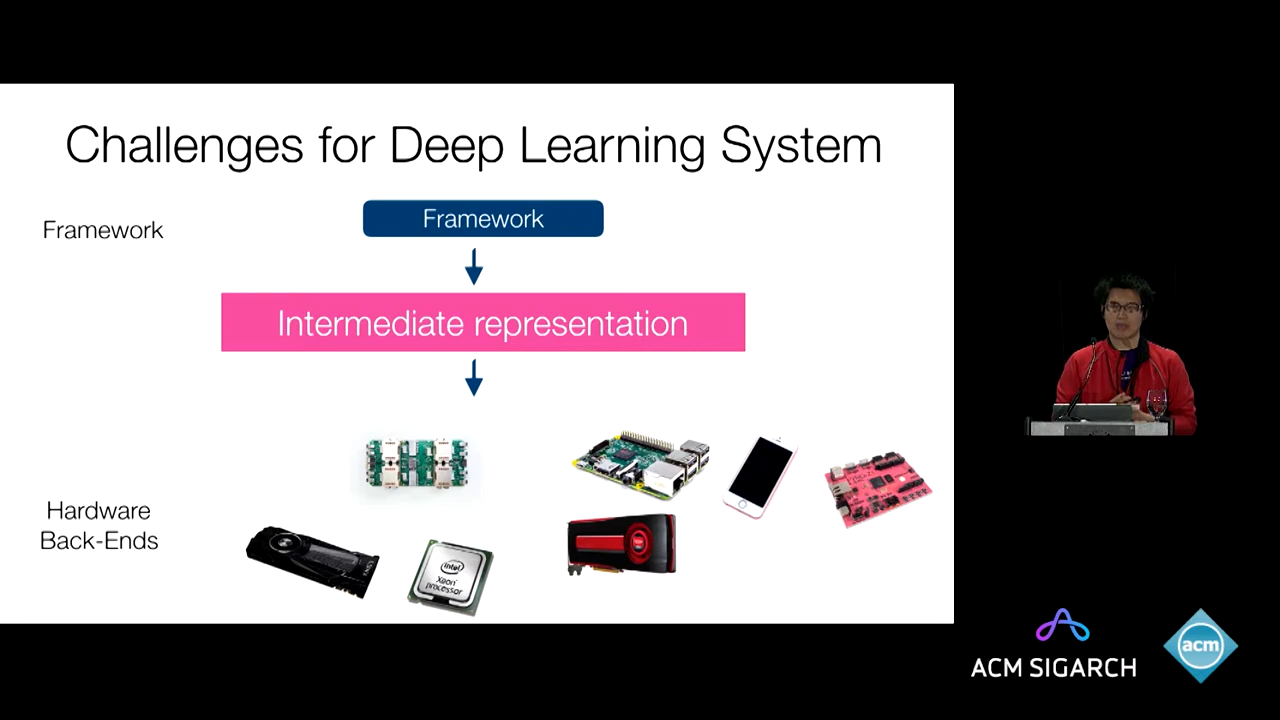 Challenges for Deep Learning System
Framework
Framework
Intermediate representation
Hardware
Back-Ends
intel
Xeon
processor
ACM SIGARCH
acm